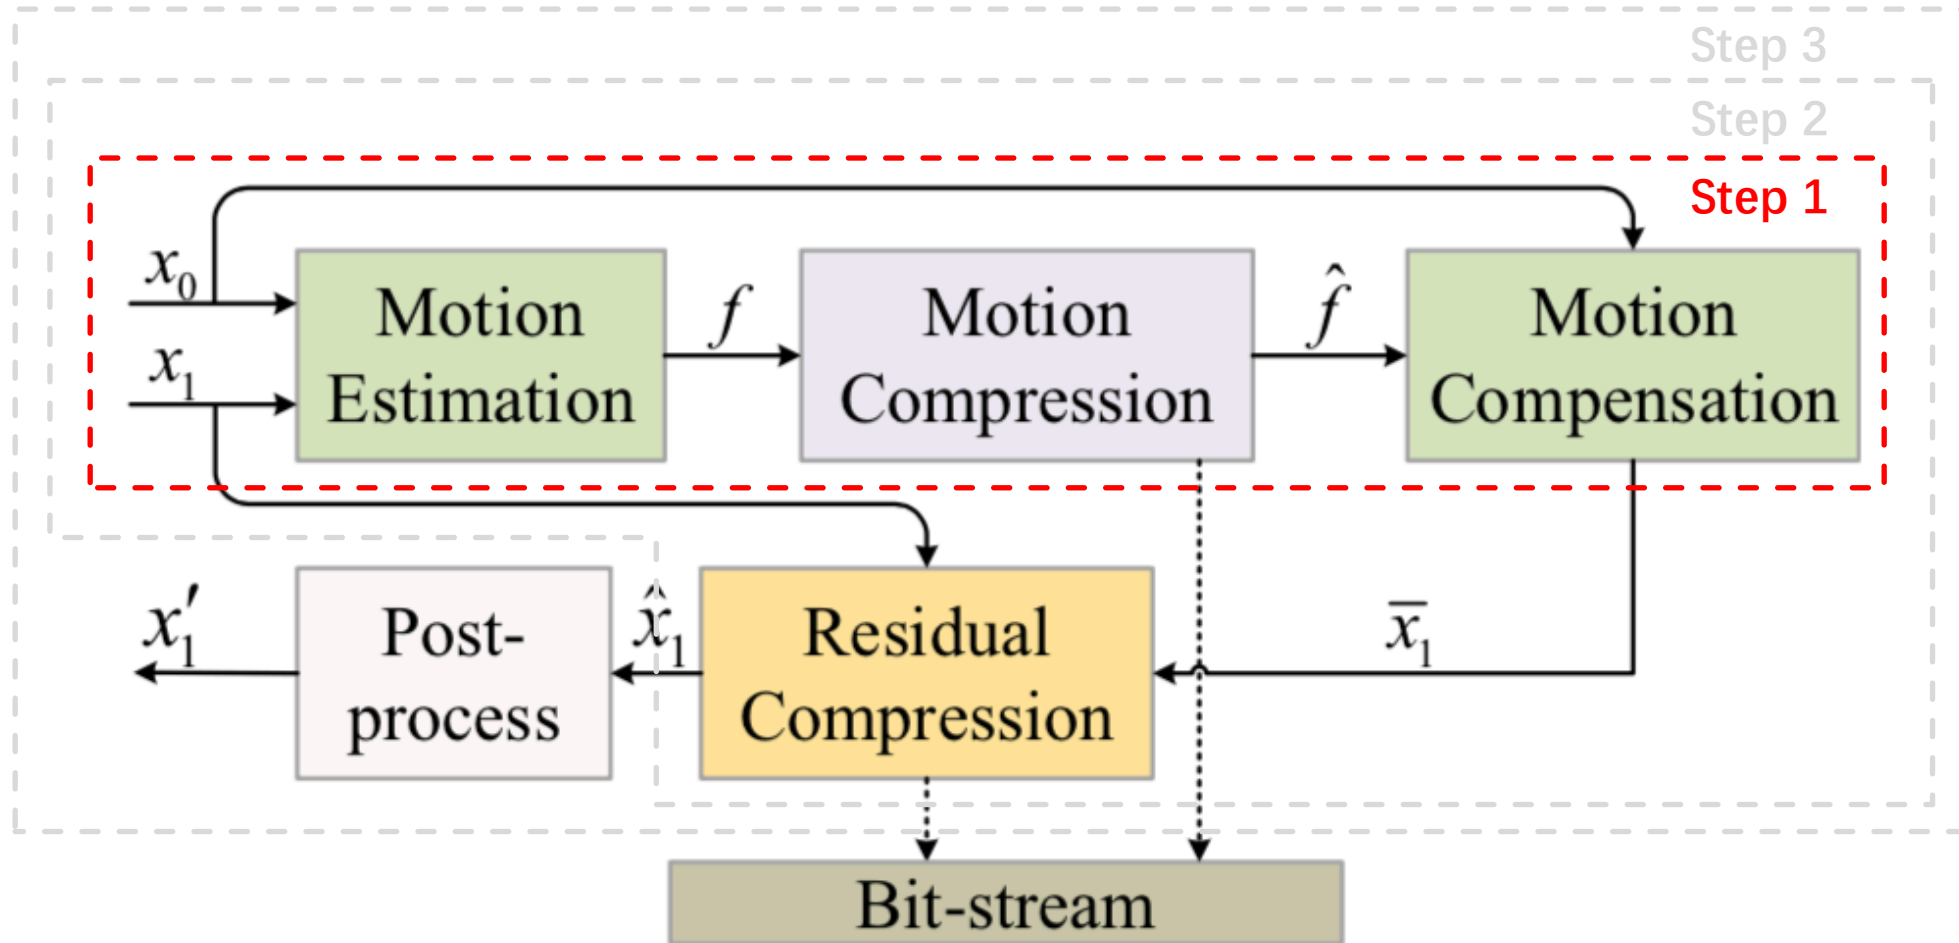 Step 3
Step 2
Step 1
x₀
x₁
Motion
Estimation
f
Motion
Compression
f̂
Motion
Compensation
x₁′
Post-
process
x̂₁
Residual
Compression
x̄₁
Bit-stream